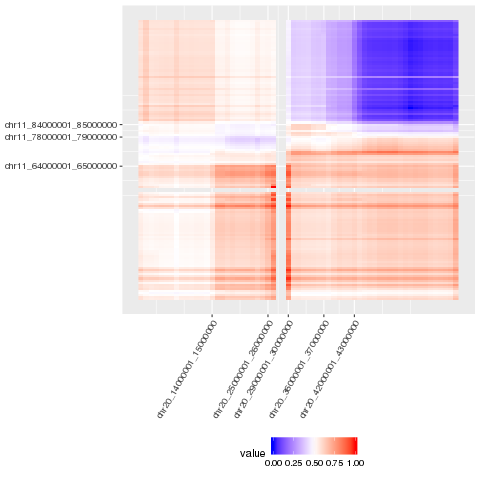 chr11_84000001_85000000
chr11_78000001_79000000
chr11_64000001_65000000
chr20_14000001_15000000
chr20_25000001_26000000
chr20_29000001_30000000
chr20_36000001_37000000
chr20_42000001_43000000
value
0.00 0.25 0.50 0.75 1.00